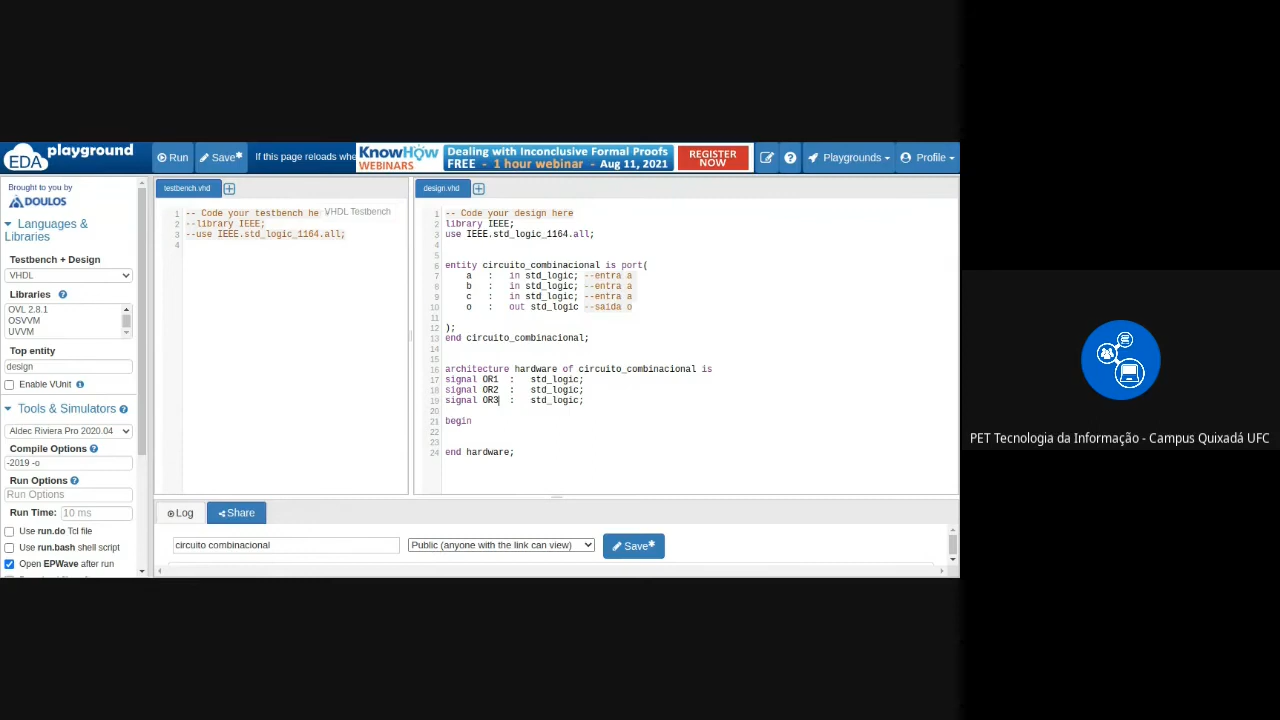 EDA playground
Run
Save*
If this page reloads whe
KnowHow WEBINARS
Dealing with Inconclusive Formal Proofs
FREE - 1 hour webinar - Aug 11, 2021
REGISTER NOW
Playgrounds
Profile
Brought to you by
DOULOS
Languages & Libraries
Testbench + Design
VHDL
Libraries
OVL 2.8.1
OSVVM
UVVM
Top entity
design
Enable VUnit
Tools & Simulators
Aldec Riviera Pro 2020.04
Compile Options
-2019 -o
Run Options
Run Options
Run Time: 10 ms
Use run.do Tcl file
Use run.bash shell script
Open EPWave after run
testbench.vhd
VHDL Testbench
1 -- Code your testbench he
2 --library IEEE;
3 --use IEEE.std_logic_1164.all;
4
design.vhd
1 -- Code your design here
2 library IEEE;
3 use IEEE.std_logic_1164.all;
4
5
6 entity circuito_combinacional is port(
7 a : in std_logic; --entra a
8 b : in std_logic; --entra a
9 c : in std_logic; --entra a
10 o : out std_logic --saida o
11
12 );
13 end circuito_combinacional;
14
15
16 architecture hardware of circuito_combinacional is
17 signal OR1 : std_logic;
18 signal OR2 : std_logic;
19 signal OR3 : std_logic;
20
21 begin
22
23
24 end hardware;
Log
Share
circuito combinacional
Public (anyone with the link can view)
Save*
PET Tecnologia da Informação - Campus Quixadá UFC